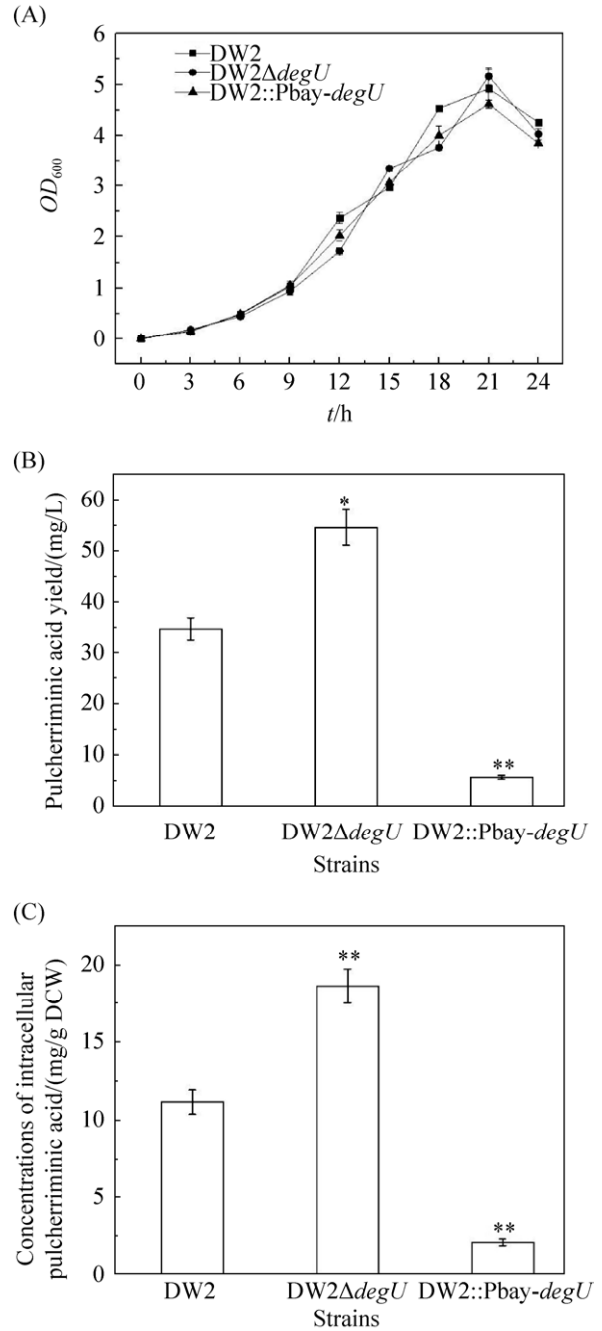 (A)
6
5
4
3
2
1
0
OD600
DW2
DW2ΔdegU
DW2::Pbay-degU
0 3 6 9 12 15 18 21 24
t/h
(B)
60
50
40
30
20
10
0
Pulcherriminic acid yield/(mg/L)
*
**
DW2 DW2ΔdegU DW2::Pbay-degU
Strains
(C)
20
15
10
5
0
Concentrations of intracellular
pulcherriminic acid/(mg/g DCW)
**
**
DW2 DW2ΔdegU DW2::Pbay-degU
Strains